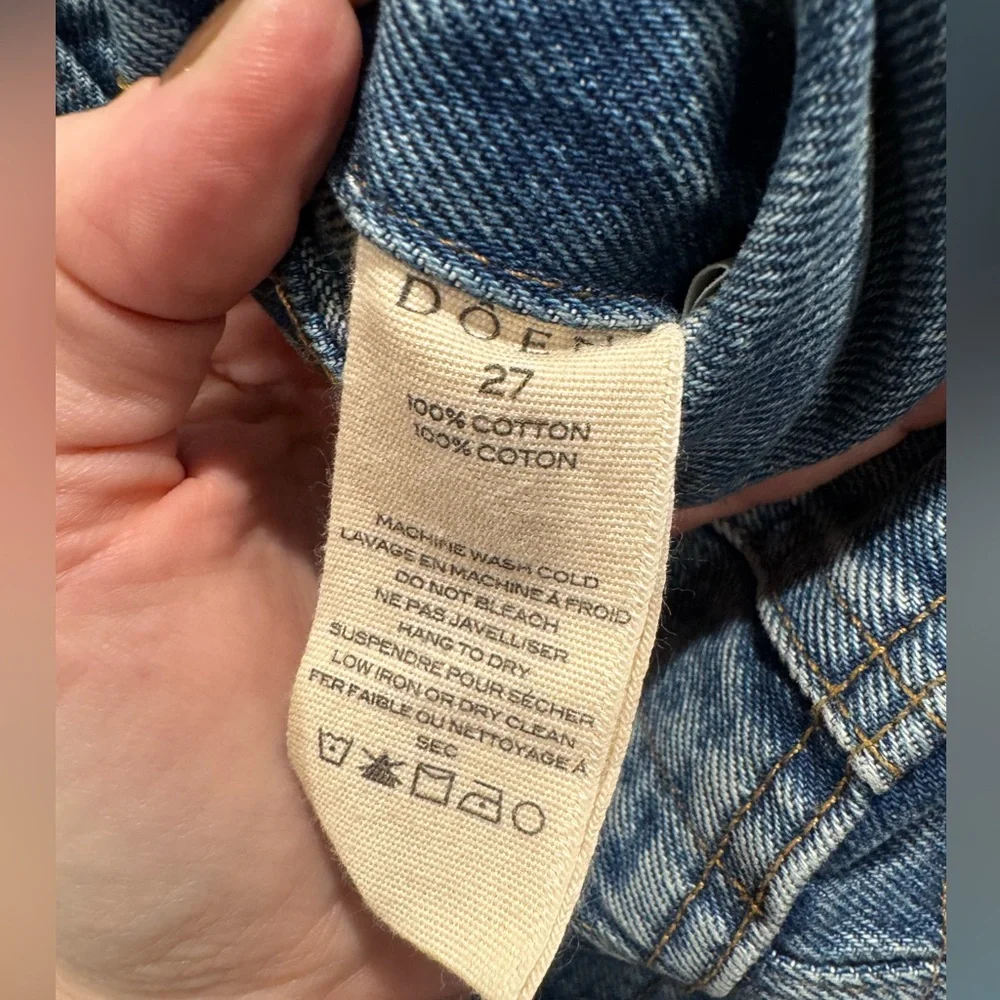 DOEN
27
100% COTTON
100% COTON
MACHINE WASH COLD
LAVAGE EN MACHINE À FROID
DO NOT BLEACH
NE PAS JAVELLISER
HANG TO DRY
SUSPENDRE POUR SÉCHER
LOW IRON OR DRY CLEAN
FER FAIBLE OU NETTOYAGE À
SEC